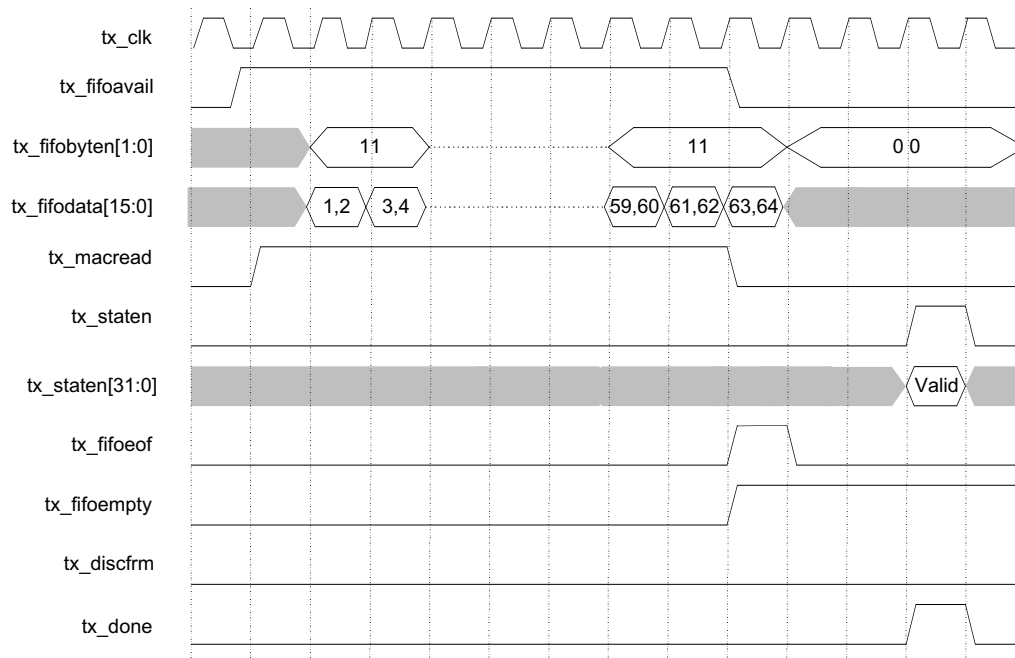 tx_clk
tx_fifoavail
tx_fifobyten[1:0] 11 11 0 0
tx_fifodata[15:0] 1,2 3,4 59,60 61,62 63,64
tx_macread
tx_staten
tx_staten[31:0] Valid
tx_fifoeof
tx_fifoempty
tx_discfrm
tx_done